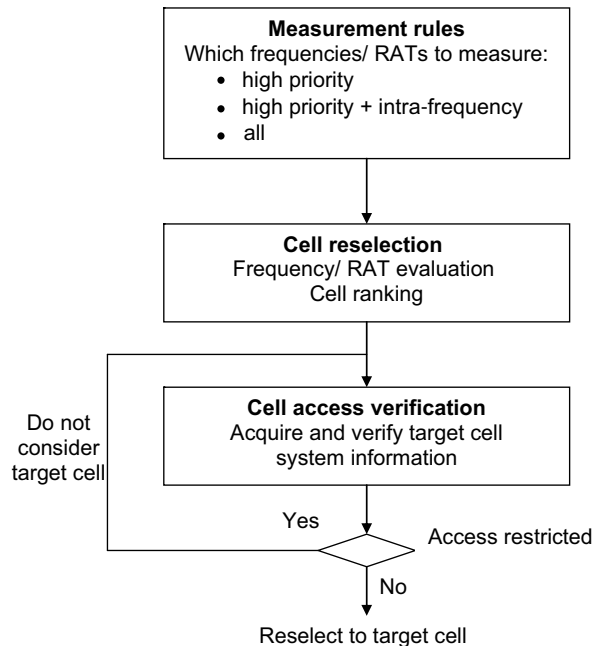 Measurement rules
Which frequencies/ RATs to measure:
• high priority
• high priority + intra-frequency
• all
Cell reselection
Frequency/ RAT evaluation
Cell ranking
Do not
consider
target cell
Cell access verification
Acquire and verify target cell
system information
Yes
Access restricted
No
Reselect to target cell